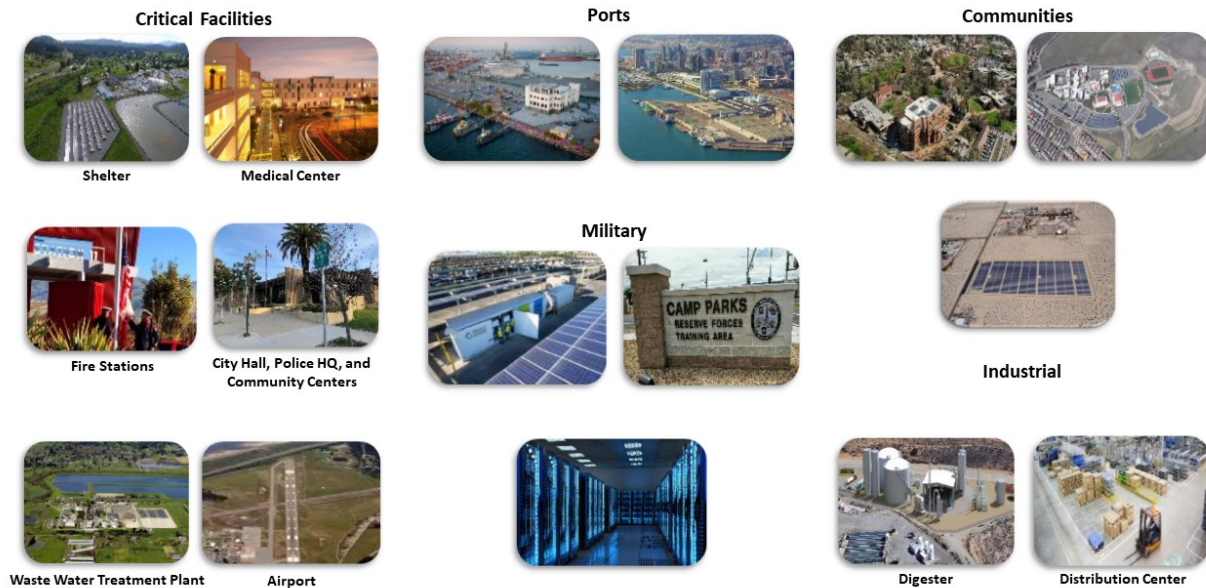 Critical Facilities
Ports
Communities
Shelter
Medical Center
Military
Fire Stations
City Hall, Police HQ, and
Community Centers
CAMP PARKS
RESERVE FORCES
TRAINING AREA
Industrial
Waste Water Treatment Plant
Airport
Digester
Distribution Center